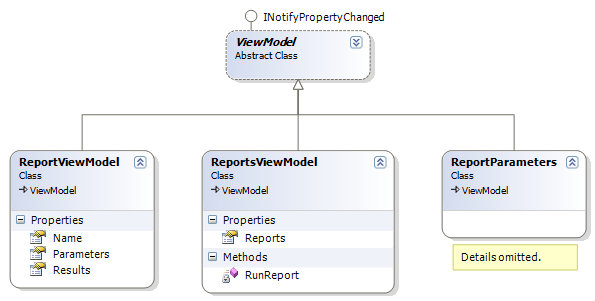 INotifyPropertyChanged
ViewModel
Abstract Class
ReportViewModel
Class
ViewModel
Properties
Name
Parameters
Results
ReportsViewModel
Class
ViewModel
Properties
Reports
Methods
RunReport
ReportParameters
Class
ViewModel
Details omitted.